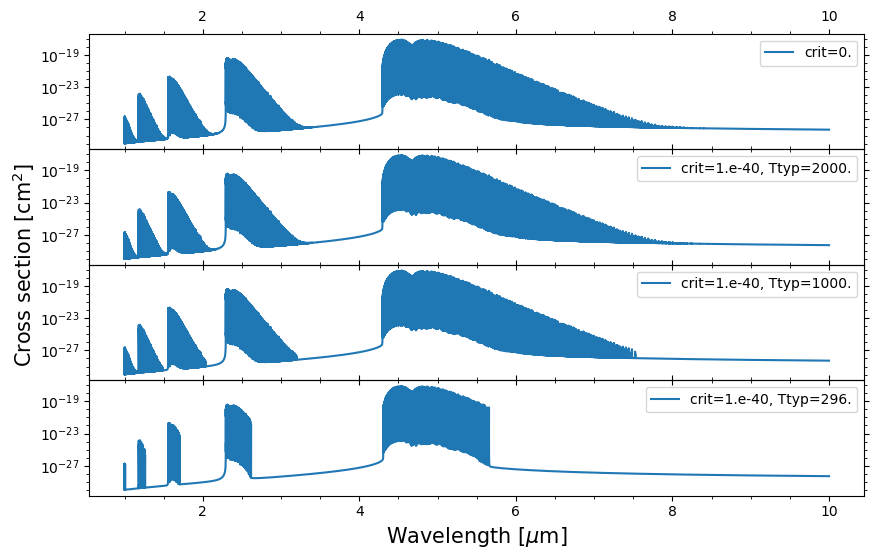 2 4 6 8 10
10⁻¹⁹
10⁻²³
10⁻²⁷
crit=0.
10⁻¹⁹
10⁻²³
10⁻²⁷
crit=1.e-40, Ttyp=2000.
10⁻¹⁹
10⁻²³
10⁻²⁷
crit=1.e-40, Ttyp=1000.
10⁻¹⁹
10⁻²³
10⁻²⁷
crit=1.e-40, Ttyp=296.
Cross section [cm²]
2 4 6 8 10
Wavelength [μm]